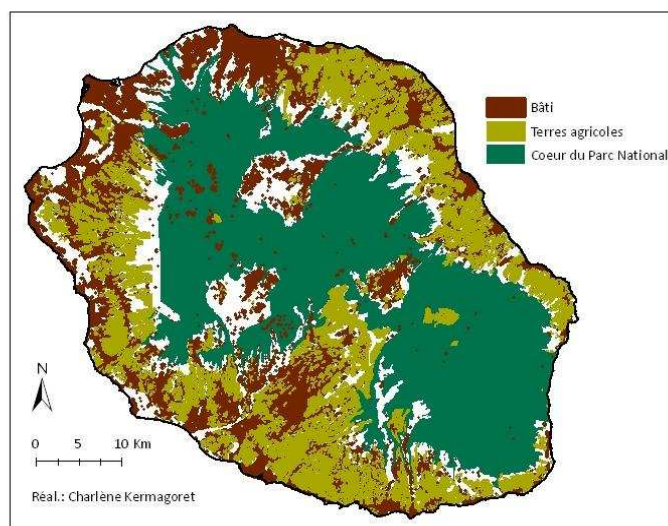 Bâti
Terres agricoles
Coeur du Parc National
N
0 5 10 Km
Réal.: Charlène Kermagoret